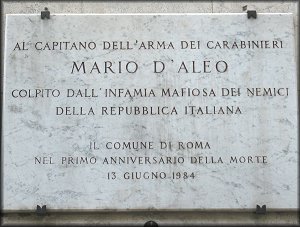 AL CAPITANO DELL'ARMA DEI CARABINIERI
MARIO D'ALEO
COLPITO DALL'INFAMIA MAFIOSA DEI NEMICI
DELLA REPUBBLICA ITALIANA
IL COMUNE DI ROMA
NEL PRIMO ANNIVERSARIO DELLA MORTE
13 GIUGNO 1984